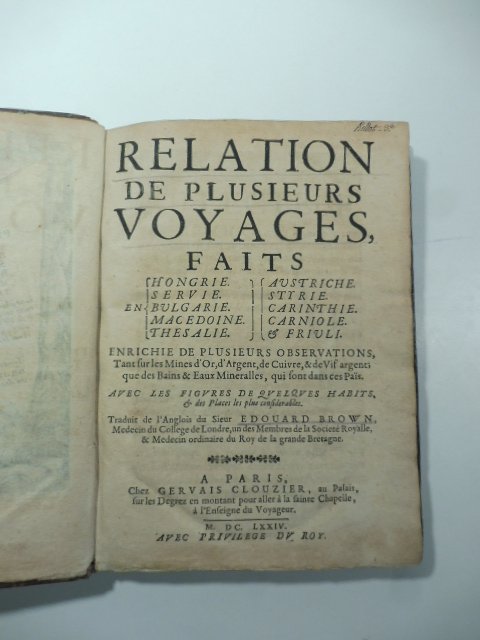 RELATION
DE PLUSIEURS
VOYAGES,
FAITS
HONGRIE. AUSTRICHE.
SERVIE. STYRIE.
EN BVLGARIE. CARINTHIE.
MACEDOINE. CARNIOLE.
THESALIE. & FRIULI.
ENRICHIE DE PLUSIEURS OBSERVATIONS,
Tant sur les Mines d'Or, d'Argent, de Cuivre, & de Vif argent;
que des Bains & Eaux Mineralles, qui sont dans ces Païs.
AVEC LES FIGVRES DE QVELQVES HABITS,
& des Places les plus considerables.
Traduit de l'Anglois du Sieur EDOUARD BROWN,
Medecin du College de Londre, un des Membres de la Societé Royalle,
& Medecin ordinaire du Roy de la grande Bretagne.
A PARIS,
Chez GERVAIS CLOUZIER, au Palais,
sur les Degrez en montant pour aller à la sainte Chapelle,
à l'Enseigne du Voyageur.
M. DC. LXXIV.
AVEC PRIVILEGE DV ROY.